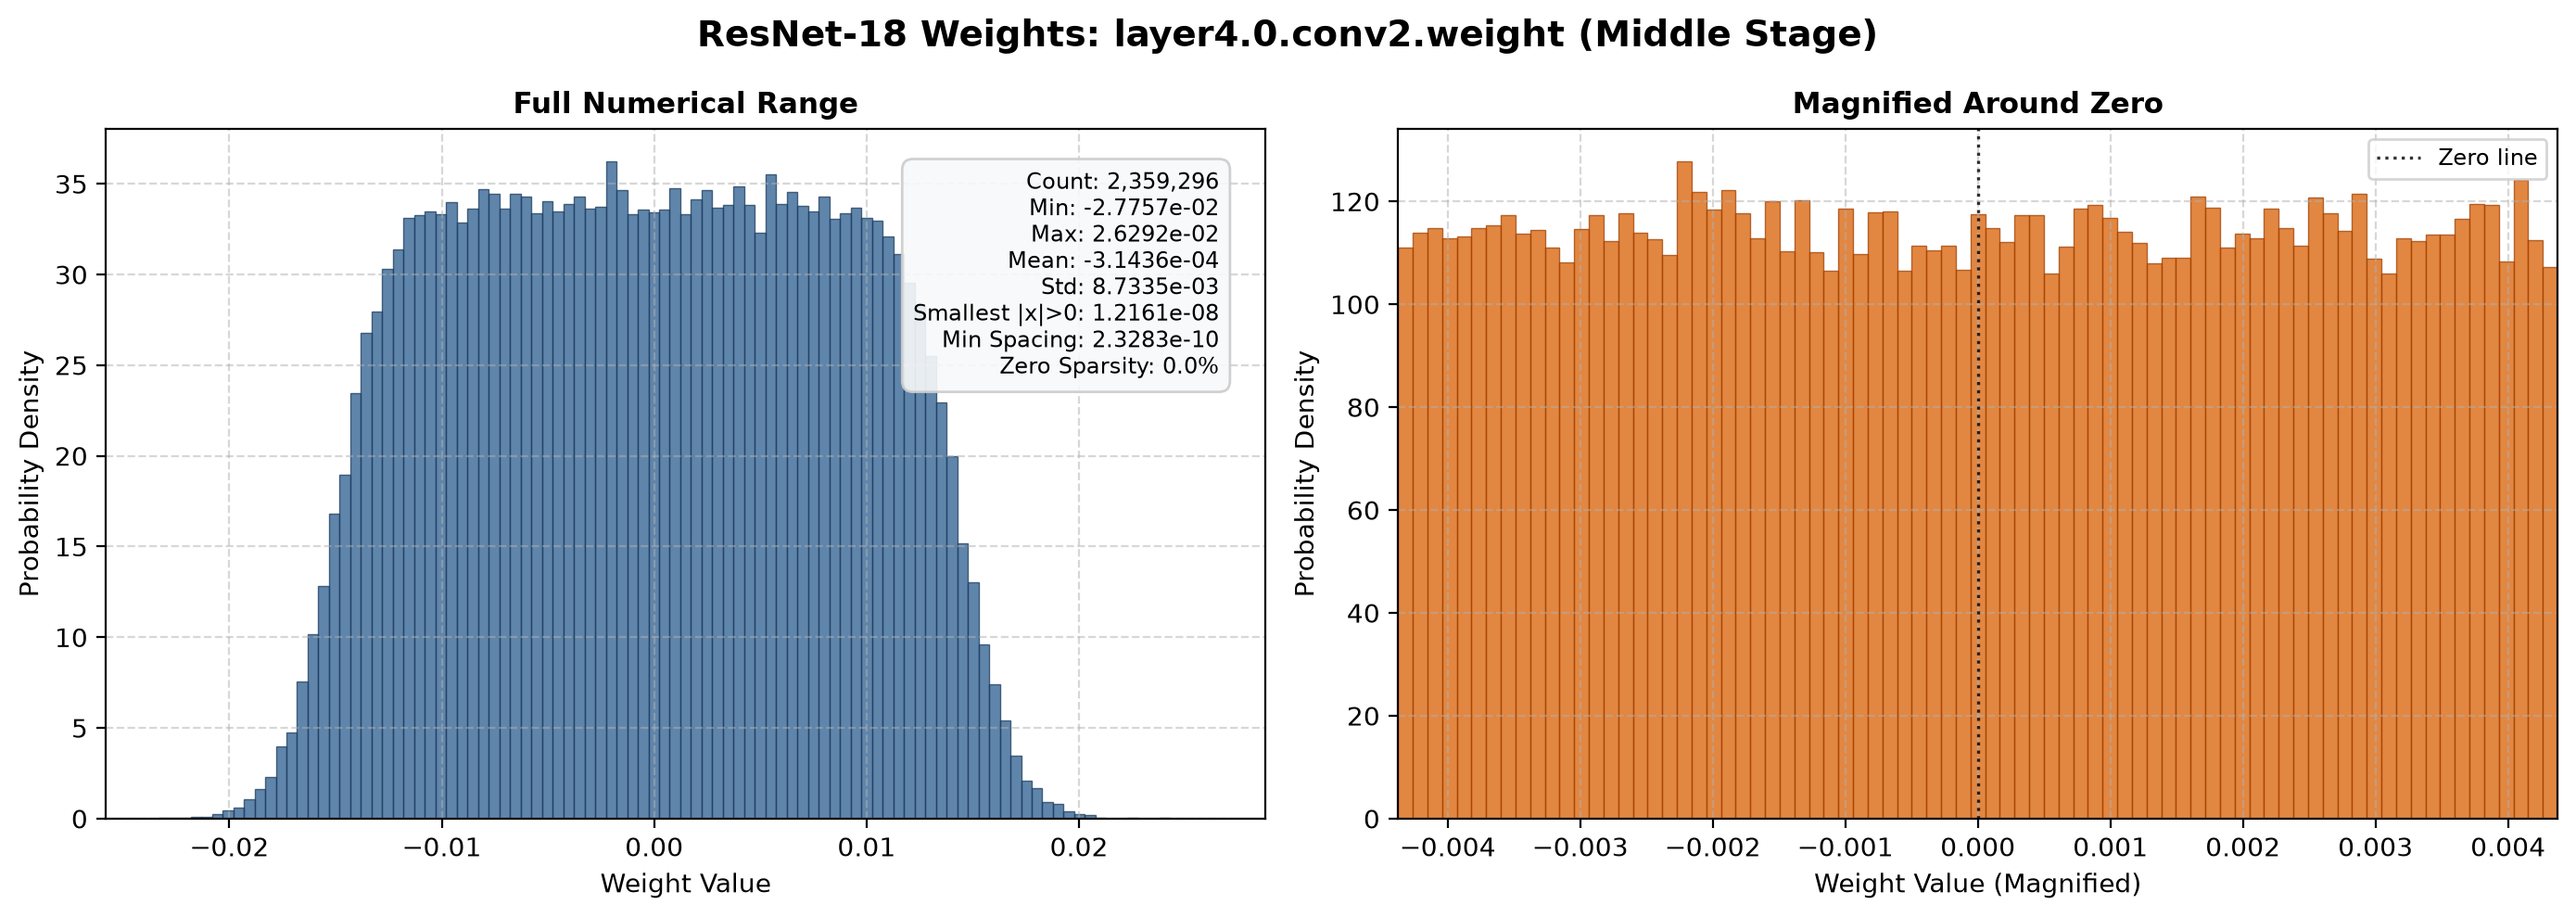 ResNet-18 Weights: layer4.0.conv2.weight (Middle Stage)
Full Numerical Range
Probability Density
35
30
25
20
15
10
5
0
Count: 2,359,296
Min: -2.7757e-02
Max: 2.6292e-02
Mean: -3.1436e-04
Std: 8.7335e-03
Smallest |x|>0: 1.2161e-08
Min Spacing: 2.3283e-10
Zero Sparsity: 0.0%
−0.02 −0.01 0.00 0.01 0.02
Weight Value
Magnified Around Zero
Probability Density
120
100
80
60
40
20
0
Zero line
−0.004 −0.003 −0.002 −0.001 0.000 0.001 0.002 0.003 0.004
Weight Value (Magnified)